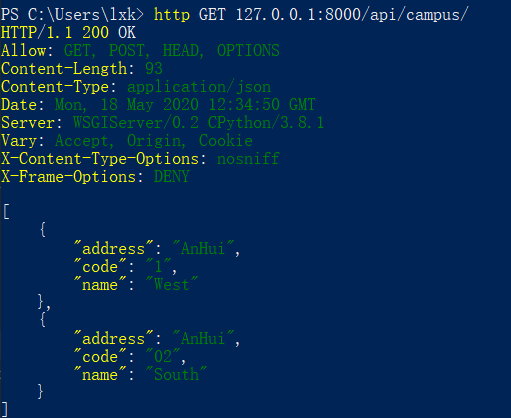 PS C:\Users\lxk> http GET 127.0.0.1:8000/api/campus/
HTTP/1.1 200 OK
Allow: GET, POST, HEAD, OPTIONS
Content-Length: 93
Content-Type: application/json
Date: Mon, 18 May 2020 12:34:50 GMT
Server: WSGIServer/0.2 CPython/3.8.1
Vary: Accept, Origin, Cookie
X-Content-Type-Options: nosniff
X-Frame-Options: DENY

[
    {
        "address": "AnHui",
        "code": "1",
        "name": "West"
    },
    {
        "address": "AnHui",
        "code": "02",
        "name": "South"
    }
]